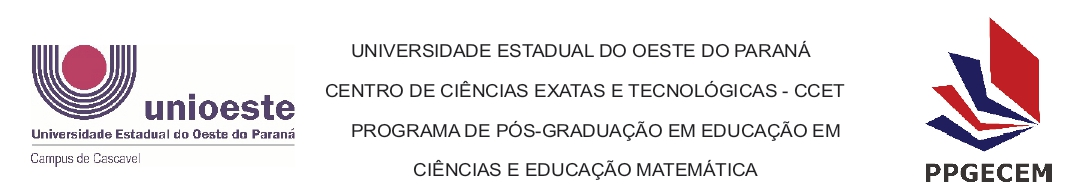 unioeste
Universidade Estadual do Oeste do Paraná
Campus de Cascavel
UNIVERSIDADE ESTADUAL DO OESTE DO PARANÁ
CENTRO DE CIÊNCIAS EXATAS E TECNOLÓGICAS - CCET
PROGRAMA DE PÓS-GRADUAÇÃO EM EDUCAÇÃO EM
CIÊNCIAS E EDUCAÇÃO MATEMÁTICA
PPGECEM